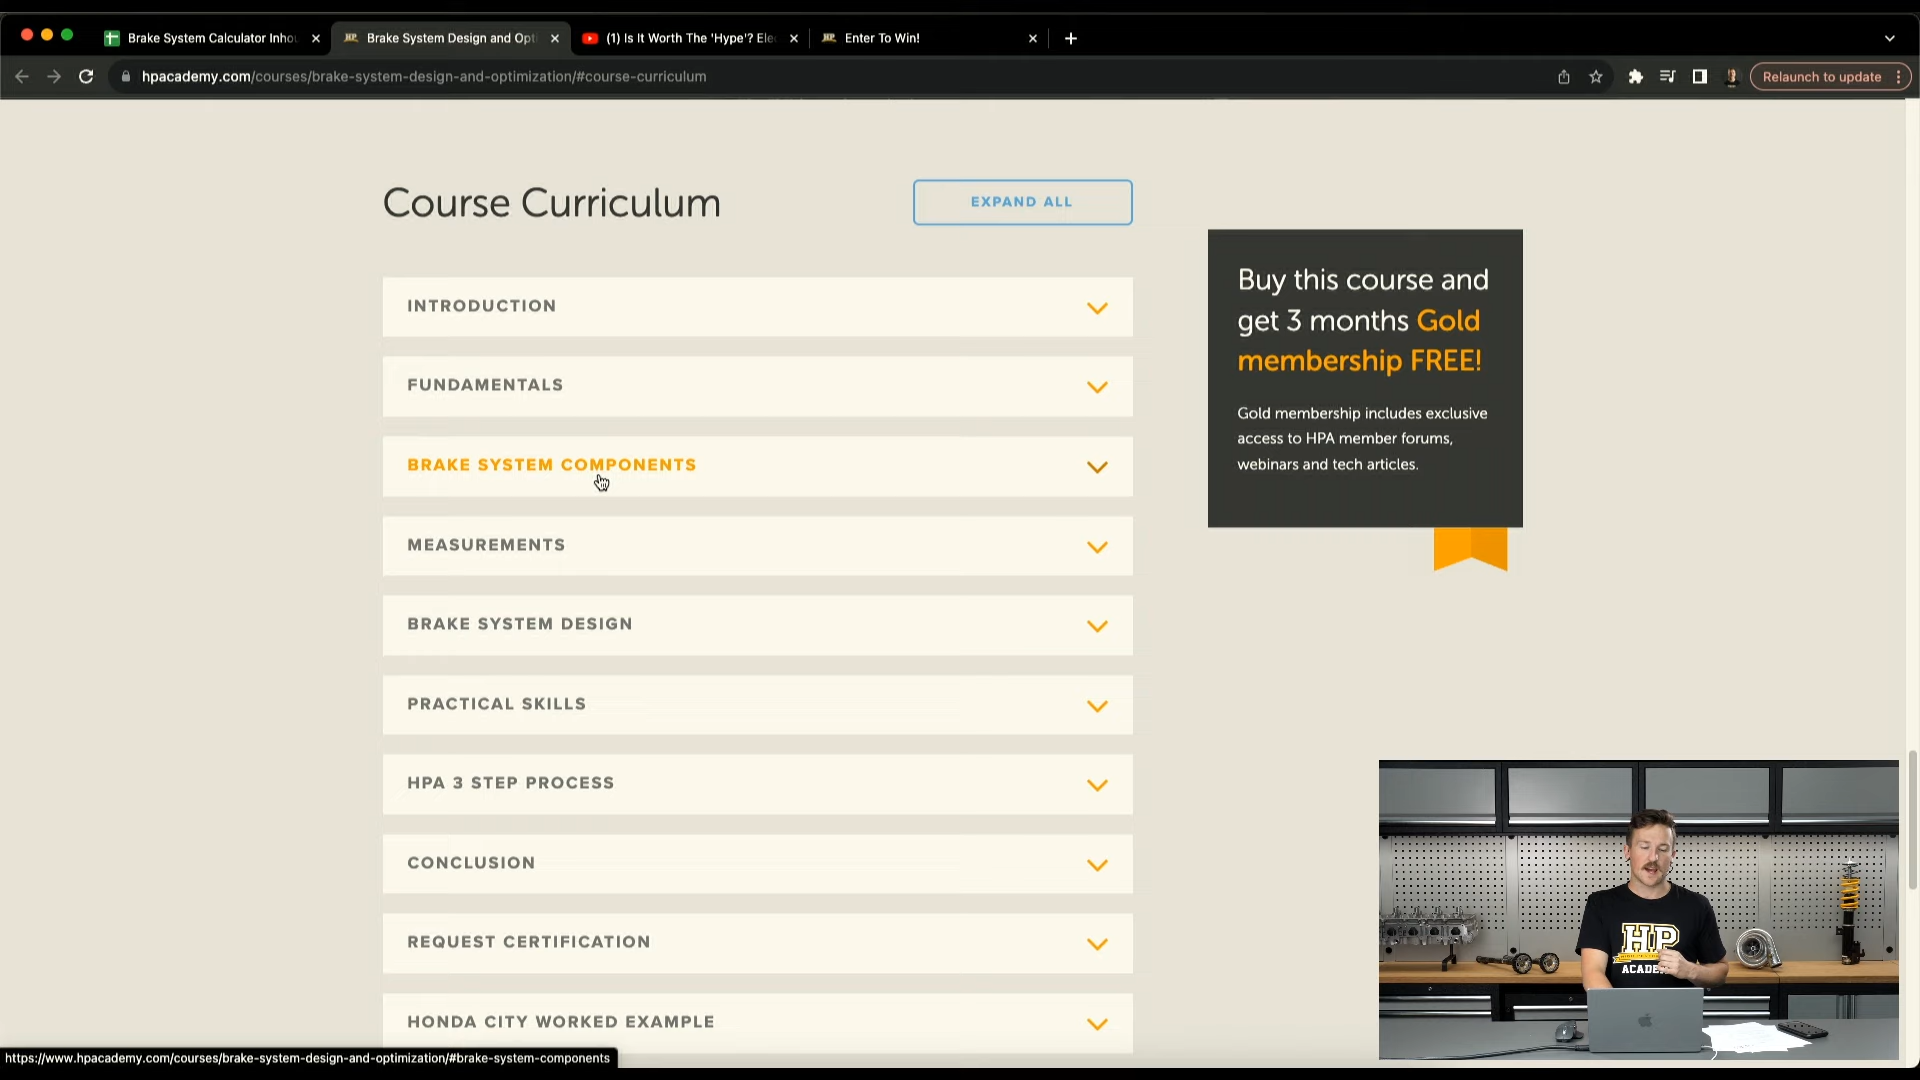 Brake System Calculator Inho
Brake System Design and Opt
(1) Is It Worth The 'Hype'? Ele
Enter To Win!
hpacademy.com/courses/brake-system-design-and-optimization/#course-curriculum
Relaunch to update
Course Curriculum
EXPAND ALL
INTRODUCTION
FUNDAMENTALS
BRAKE SYSTEM COMPONENTS
MEASUREMENTS
BRAKE SYSTEM DESIGN
PRACTICAL SKILLS
HPA 3 STEP PROCESS
CONCLUSION
REQUEST CERTIFICATION
HONDA CITY WORKED EXAMPLE
Buy this course and
get 3 months Gold
membership FREE!
Gold membership includes exclusive
access to HPA member forums,
webinars and tech articles.
HP
ACADE
https://www.hpacademy.com/courses/brake-system-design-and-optimization/#brake-system-components